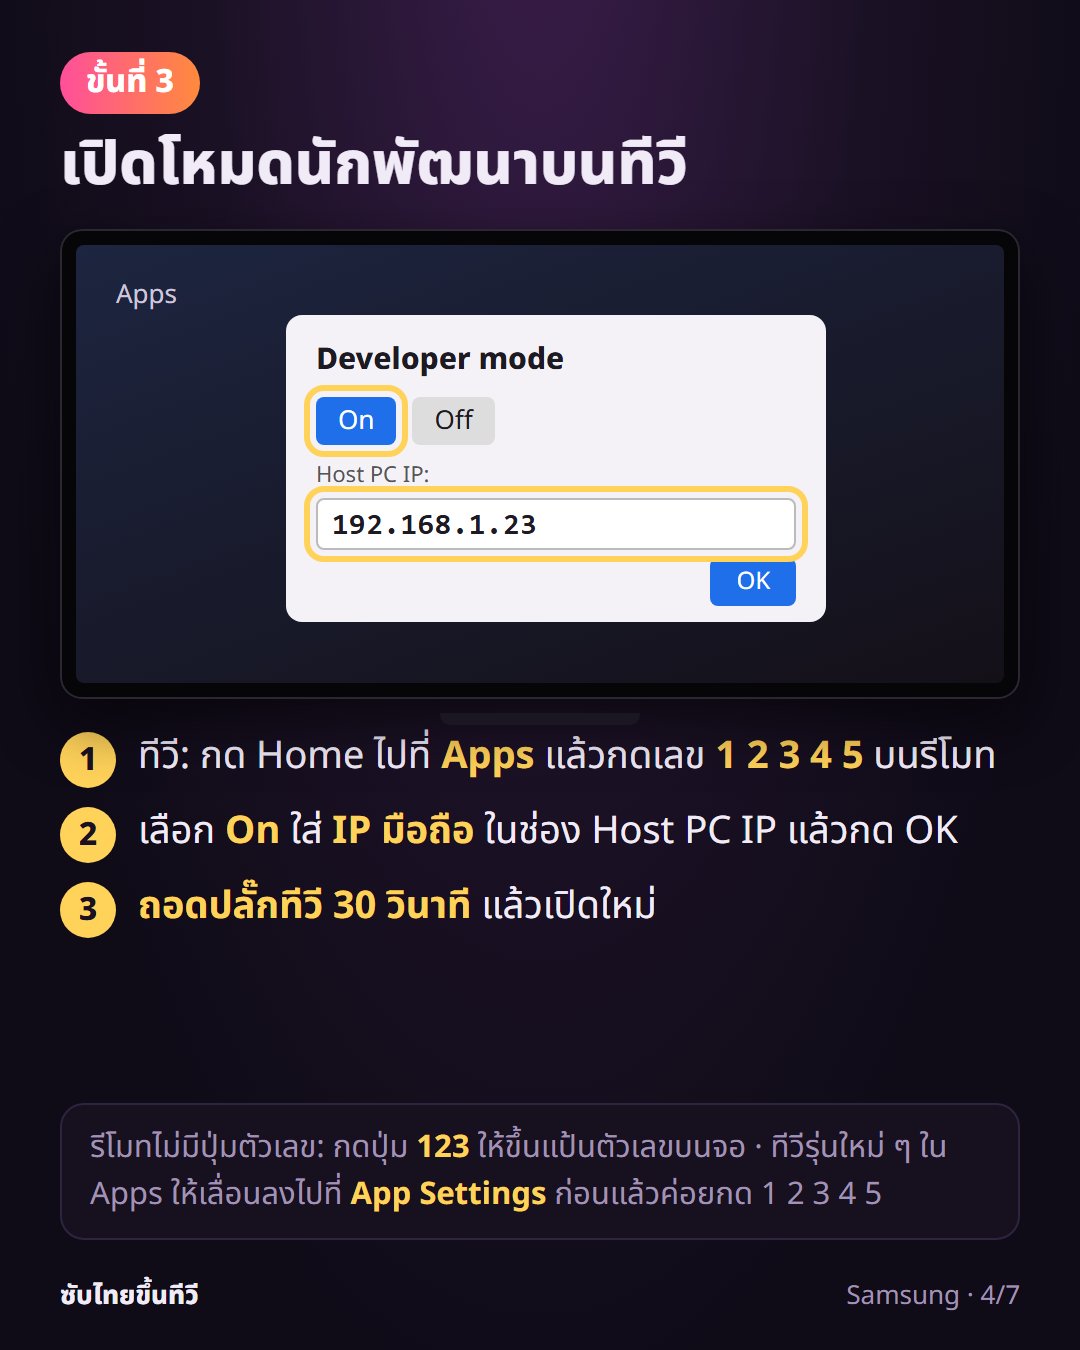 ขั้นที่ 3
เปิดโหมดนักพัฒนาบนทีวี
Apps
Developer mode
On Off
Host PC IP:
192.168.1.23
OK
1 ทีวี: กด Home ไปที่ Apps แล้วกดเลข 1 2 3 4 5 บนรีโมท
2 เลือก On ใส่ IP มือถือ ในช่อง Host PC IP แล้วกด OK
3 ถอดปลั๊กทีวี 30 วินาที แล้วเปิดใหม่
รีโมทไม่มีปุ่มตัวเลข: กดปุ่ม 123 ให้ขึ้นแป้นตัวเลขบนจอ · ทีวีรุ่นใหม่ ๆ ใน
Apps ให้เลื่อนลงไปที่ App Settings ก่อนแล้วค่อยกด 1 2 3 4 5
ซับไทยขึ้นทีวี
Samsung · 4/7